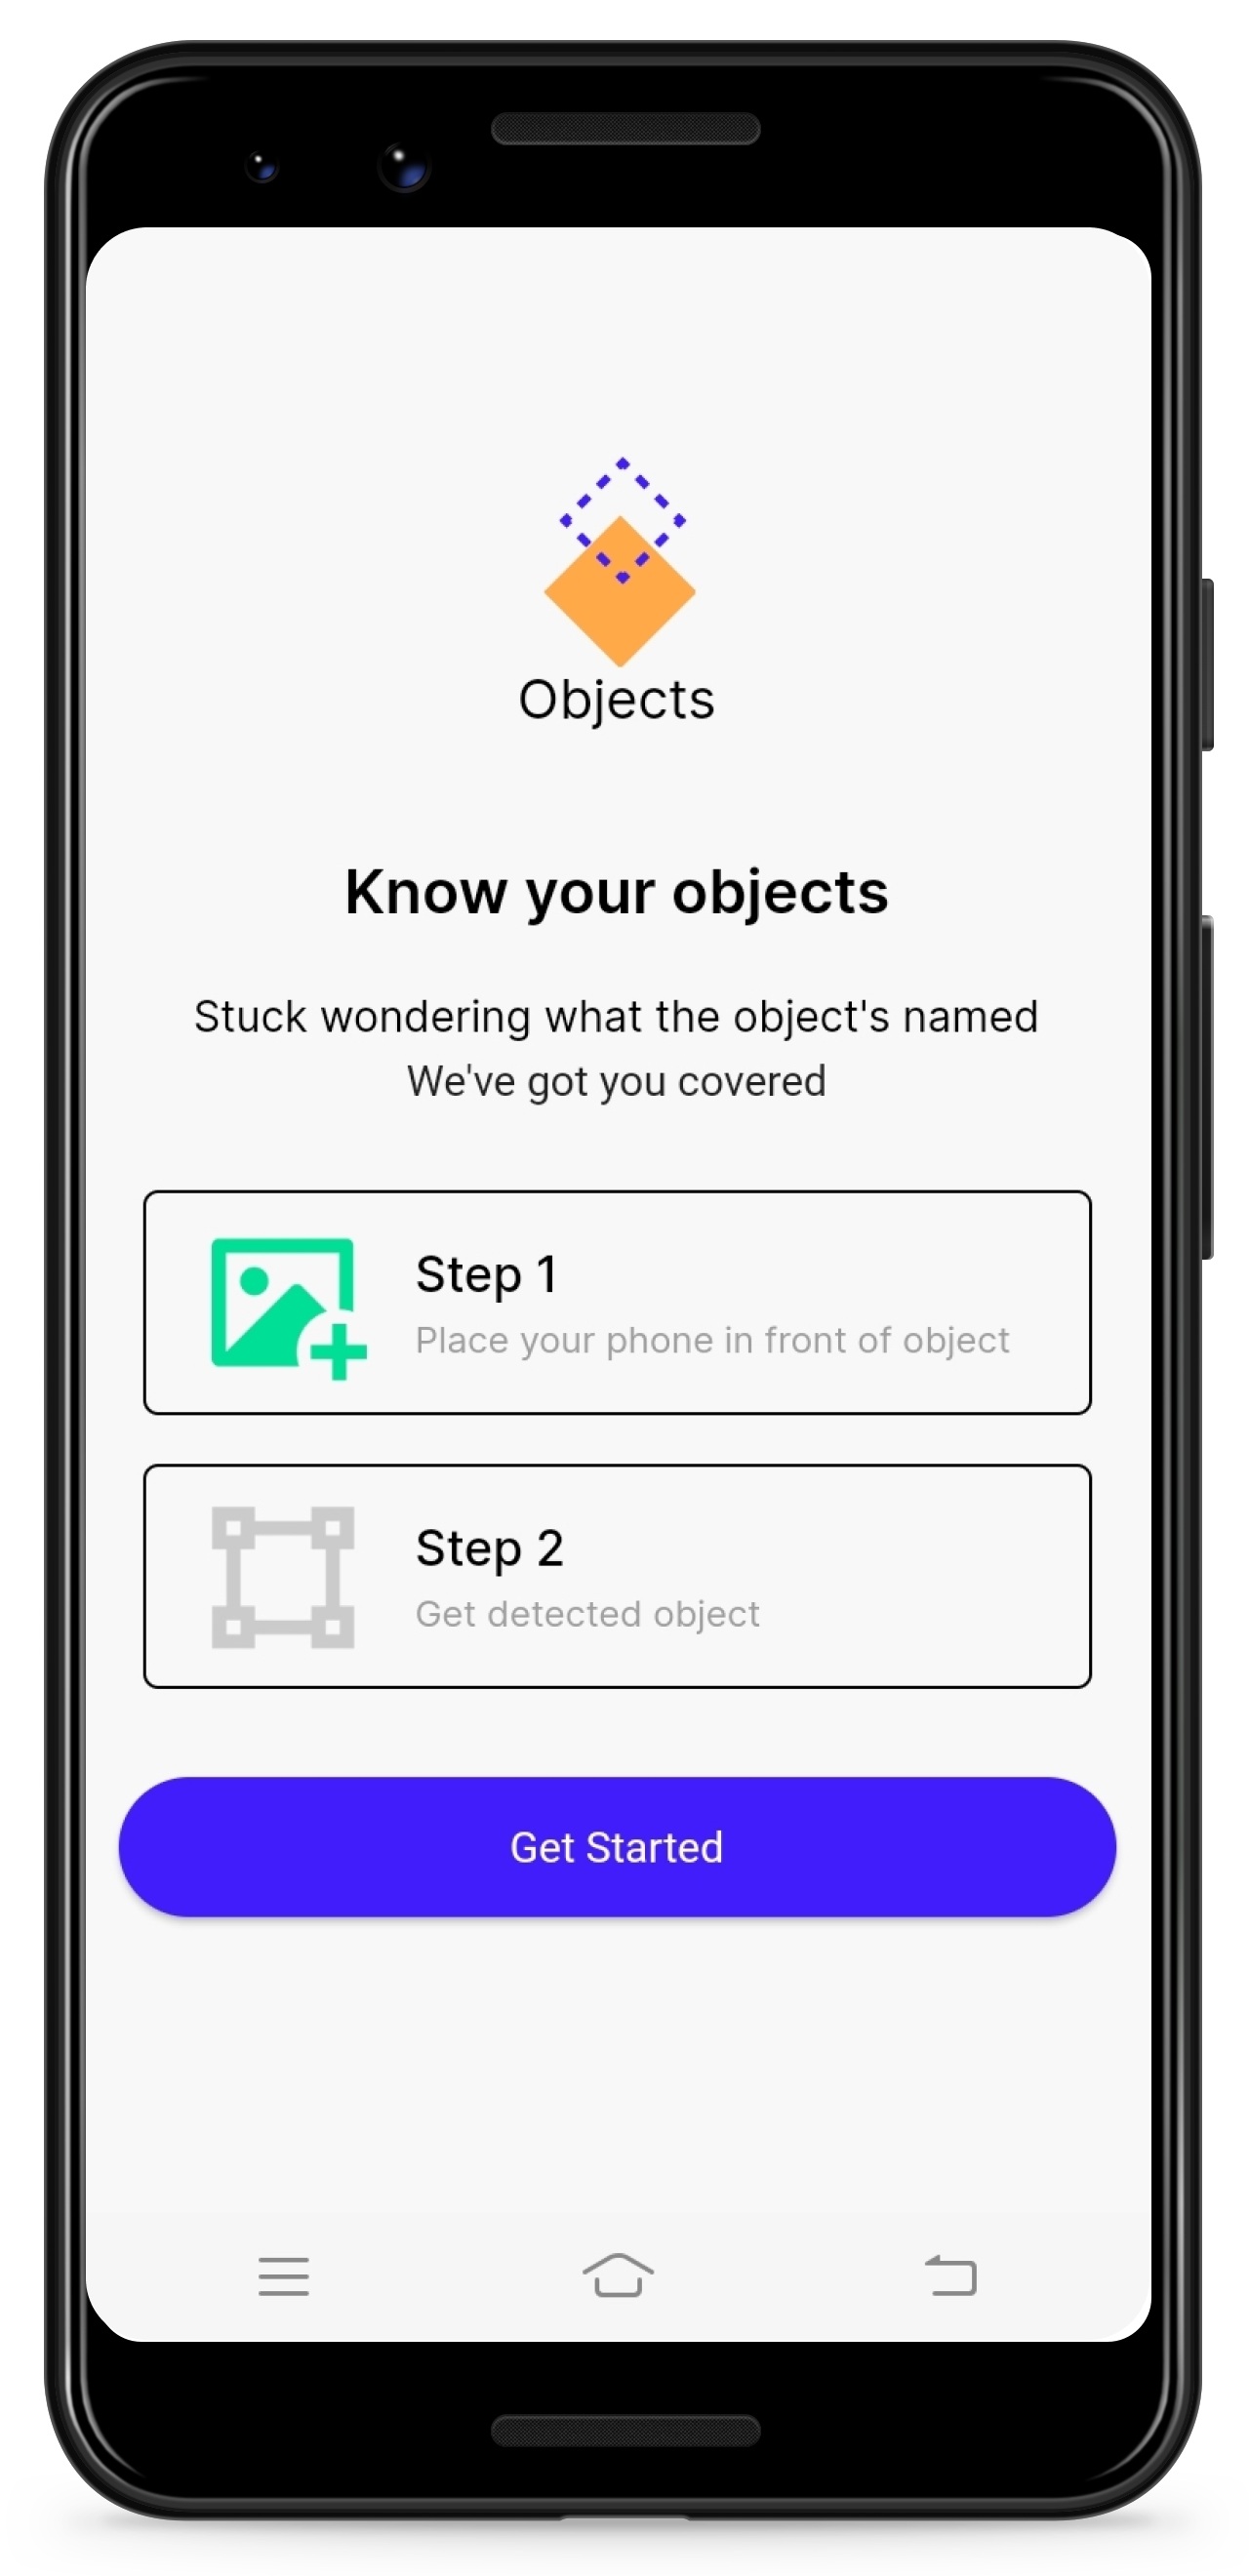 Objects
Know your objects
Stuck wondering what the object's named
We've got you covered
Step 1
Place your phone in front of object
Step 2
Get detected object
Get Started